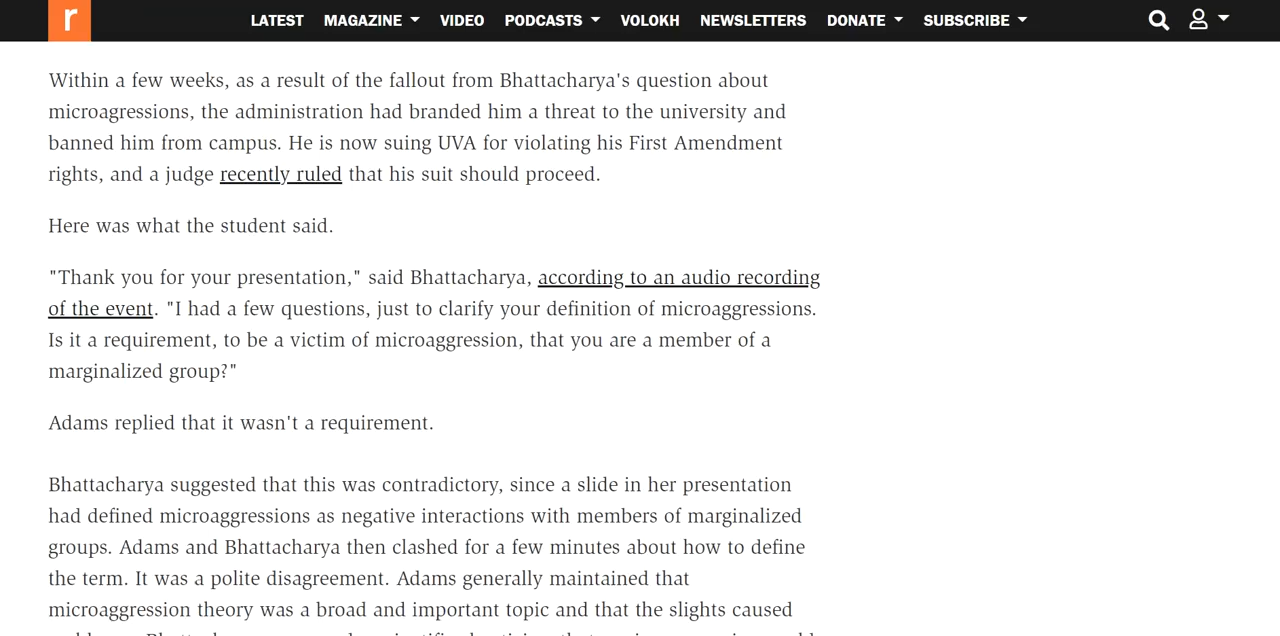 r
LATEST MAGAZINE VIDEO PODCASTS VOLOKH NEWSLETTERS DONATE SUBSCRIBE
Within a few weeks, as a result of the fallout from Bhattacharya's question about
microagressions, the administration had branded him a threat to the university and
banned him from campus. He is now suing UVA for violating his First Amendment
rights, and a judge recently ruled that his suit should proceed.
Here was what the student said.
"Thank you for your presentation," said Bhattacharya, according to an audio recording
of the event. "I had a few questions, just to clarify your definition of microaggressions.
Is it a requirement, to be a victim of microaggression, that you are a member of a
marginalized group?"
Adams replied that it wasn't a requirement.
Bhattacharya suggested that this was contradictory, since a slide in her presentation
had defined microaggressions as negative interactions with members of marginalized
groups. Adams and Bhattacharya then clashed for a few minutes about how to define
the term. It was a polite disagreement. Adams generally maintained that
microaggression theory was a broad and important topic and that the slights caused